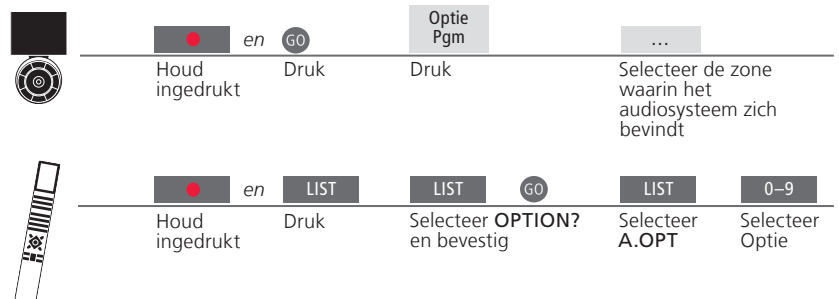 Optie
Pgm
en GO ...
Houd ingedrukt
Druk
Druk
Selecteer de zone
waarin het
audiosysteem zich
bevindt
en LIST LIST GO LIST 0–9
Houd
ingedrukt
Druk
Selecteer OPTION?
en bevestig
Selecteer
A.OPT
Selecteer
Optie